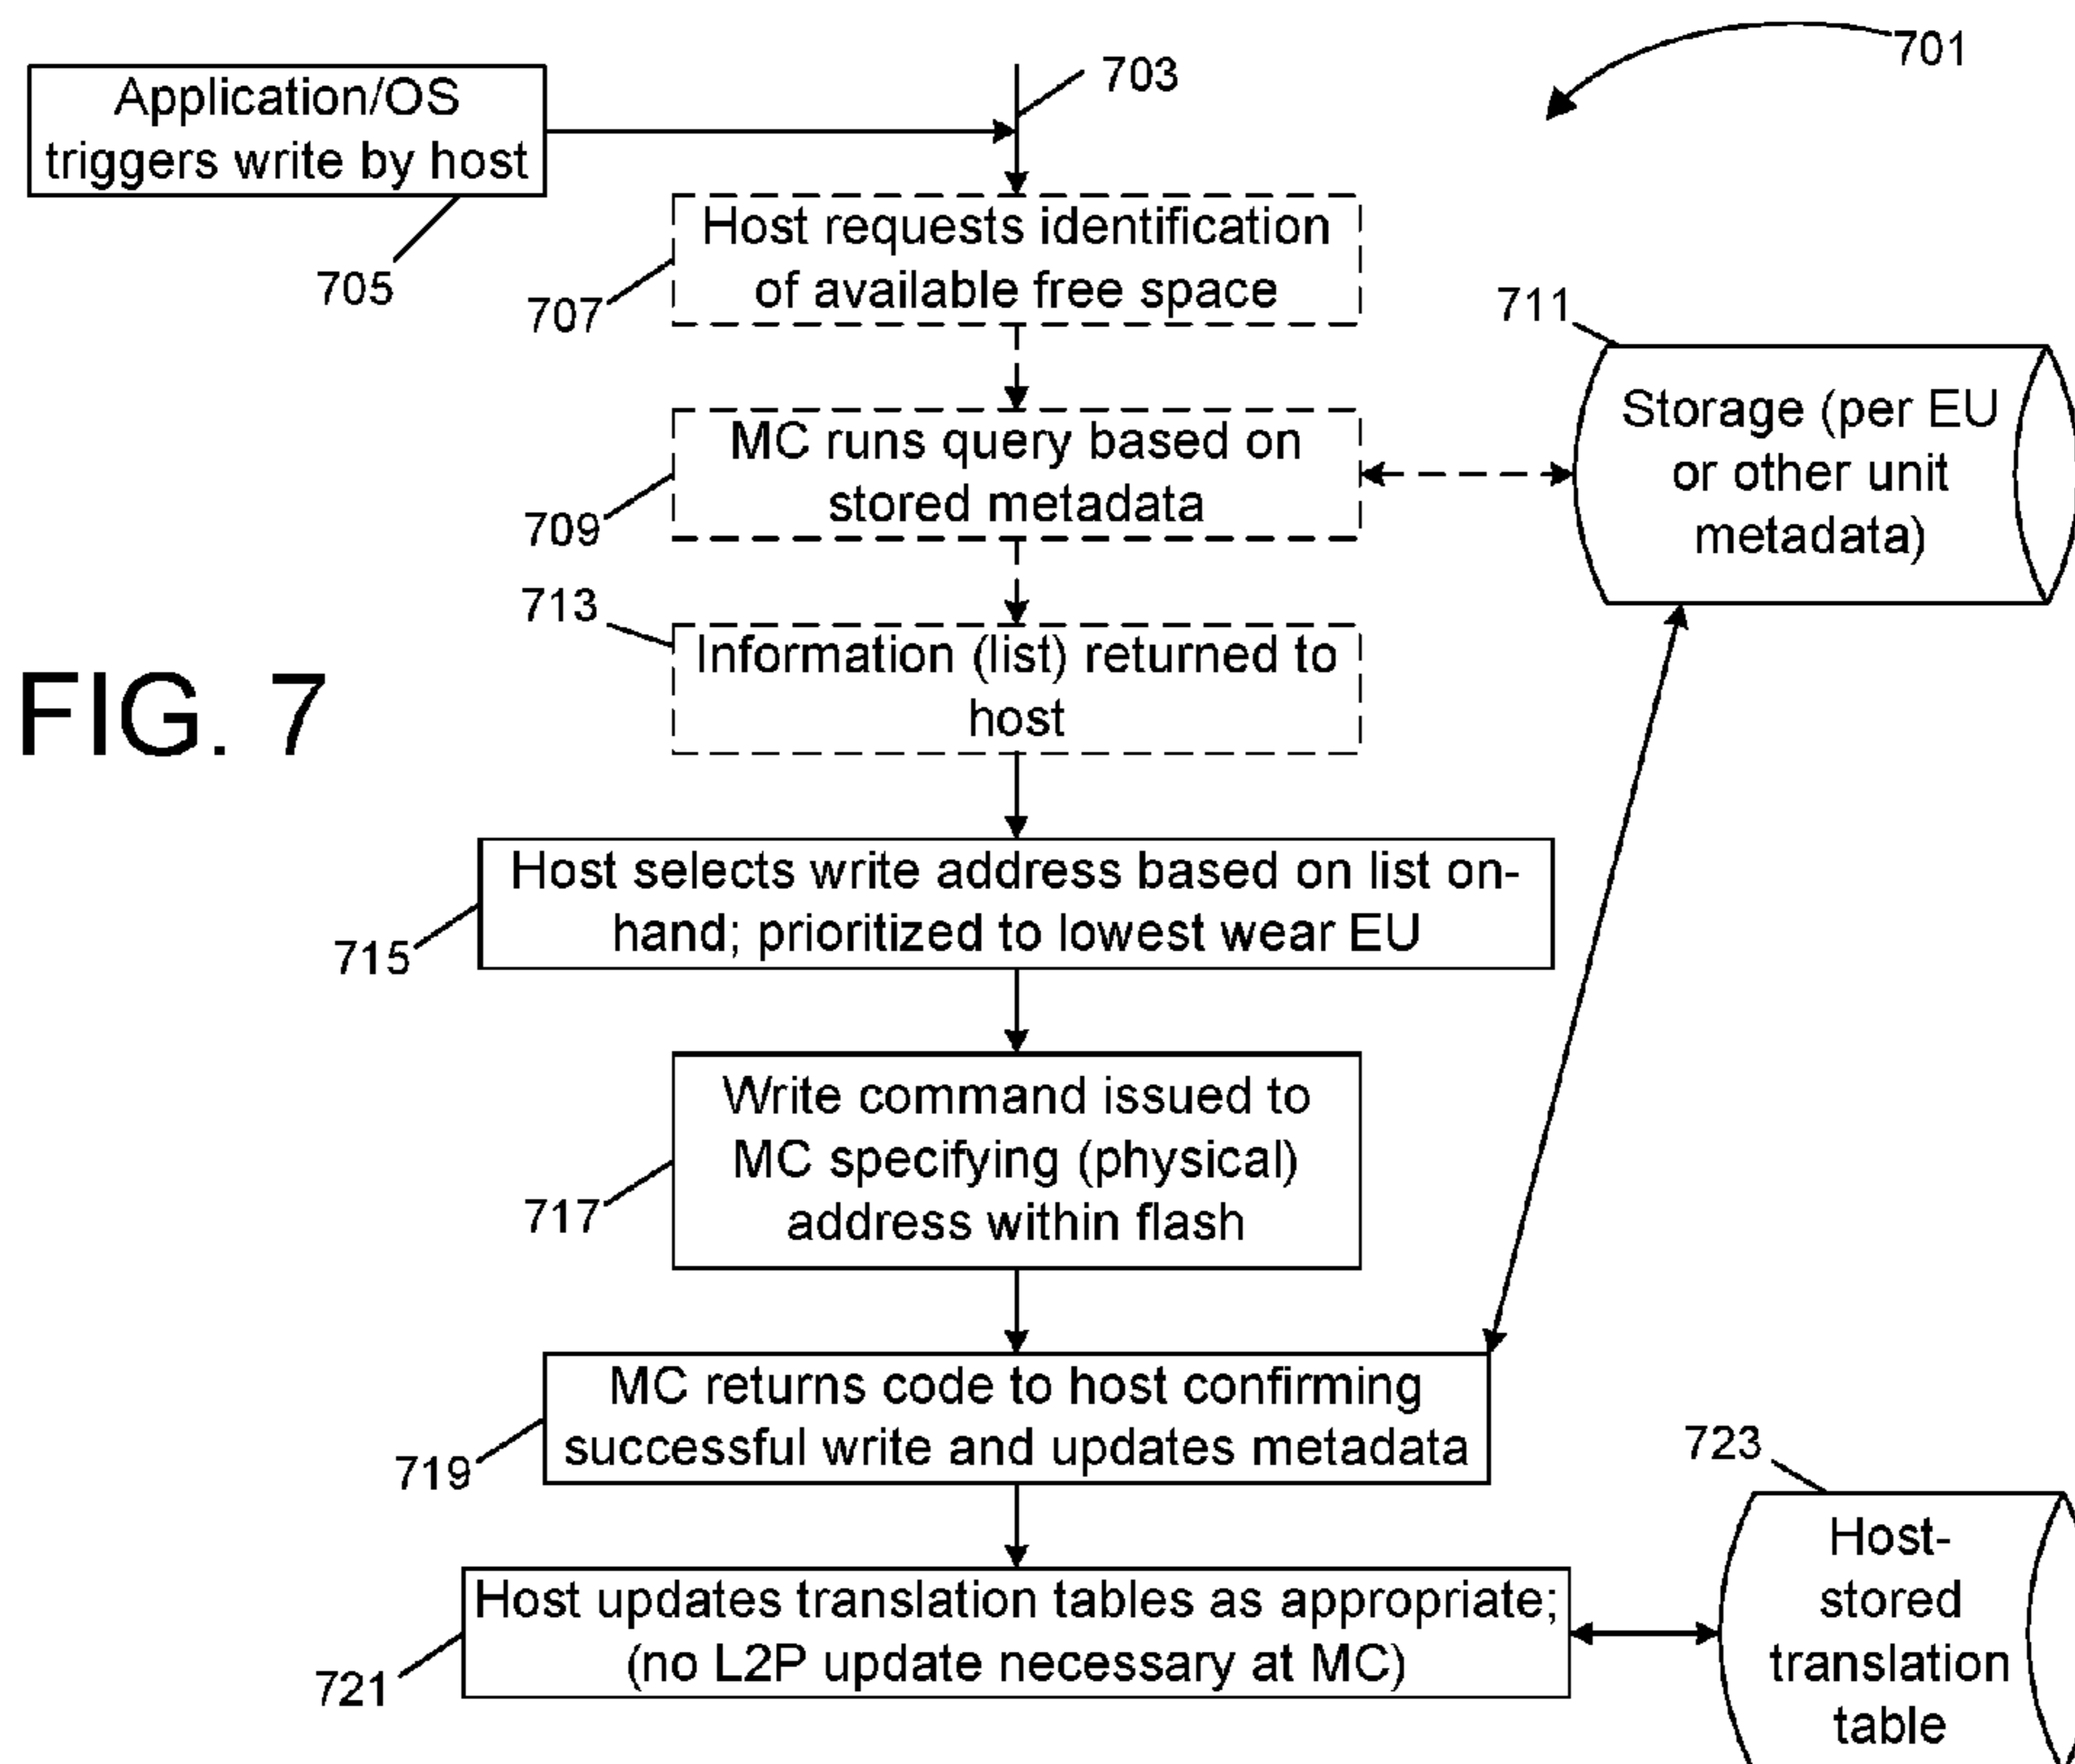 701
703
Application/OS
triggers write by host
705
Host requests identification
of available free space
707
711
Storage (per EU
or other unit
metadata)
MC runs query based on
stored metadata
709
713
Information (list) returned to
host
FIG. 7
Host selects write address based on list on-
hand; prioritized to lowest wear EU
715
Write command issued to
MC specifying (physical)
address within flash
717
MC returns code to host confirming
successful write and updates metadata
719
723
Host-
stored
translation
table
Host updates translation tables as appropriate;
(no L2P update necessary at MC)
721